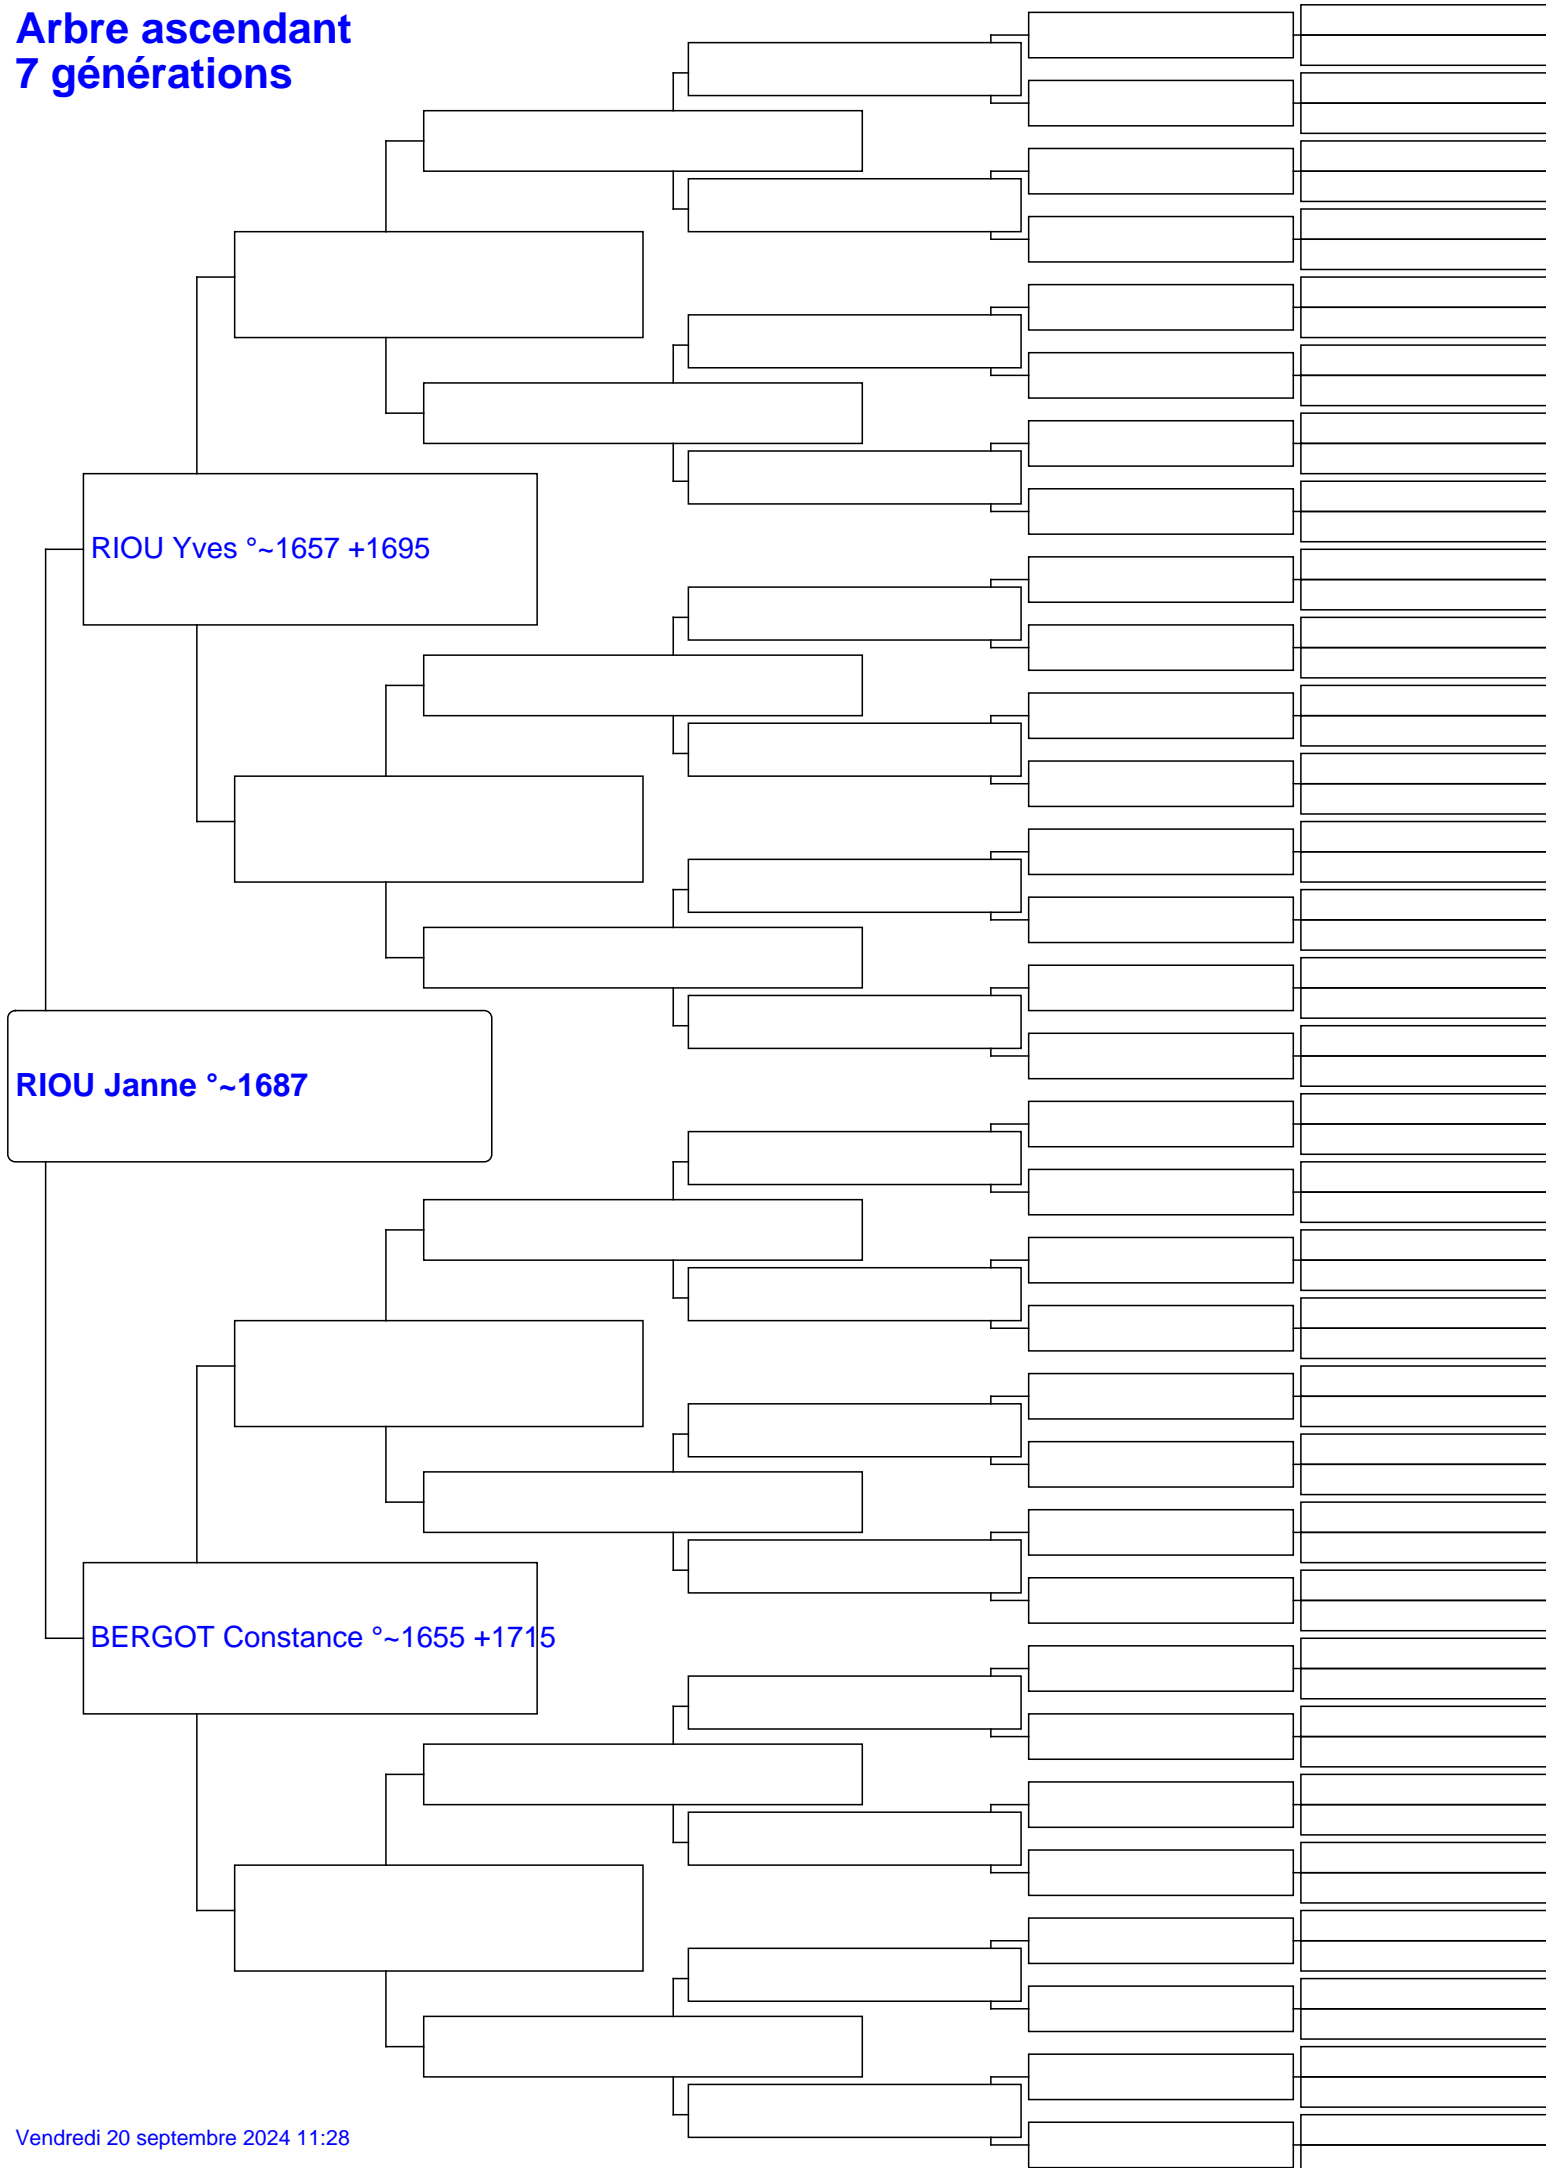 Arbre ascendant
7 générations
RIOU Yves °~1657 +1695
RIOU Janne °~1687
BERGOT Constance °~1655 +1715
Vendredi 20 septembre 2024 11:28